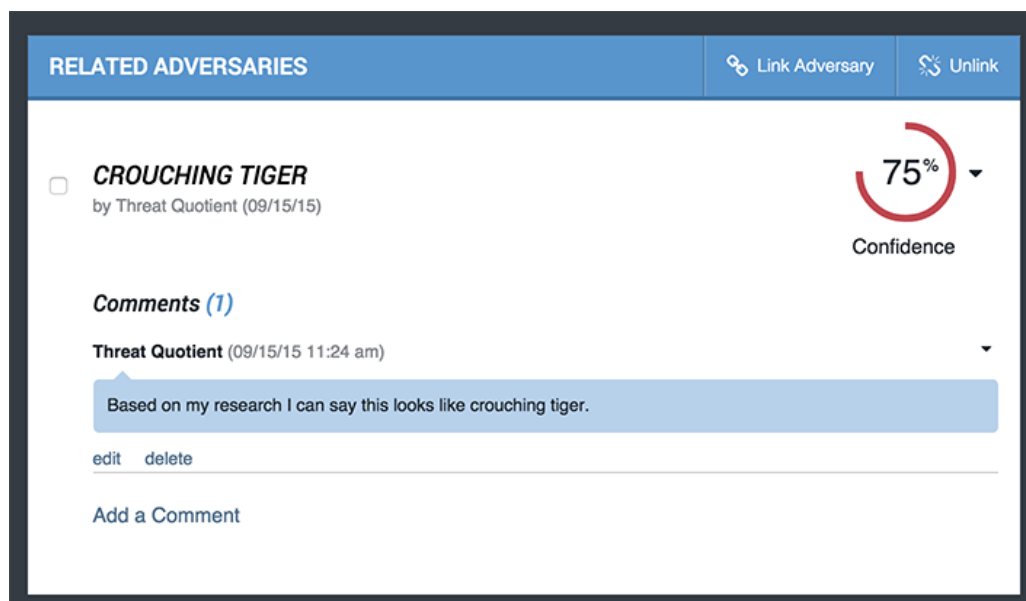 RELATED ADVERSARIES
Link Adversary
Unlink
CROUCHING TIGER
by Threat Quotient (09/15/15)
75%
Confidence
Comments (1)
Threat Quotient (09/15/15 11:24 am)
Based on my research I can say this looks like crouching tiger.
edit delete
Add a Comment